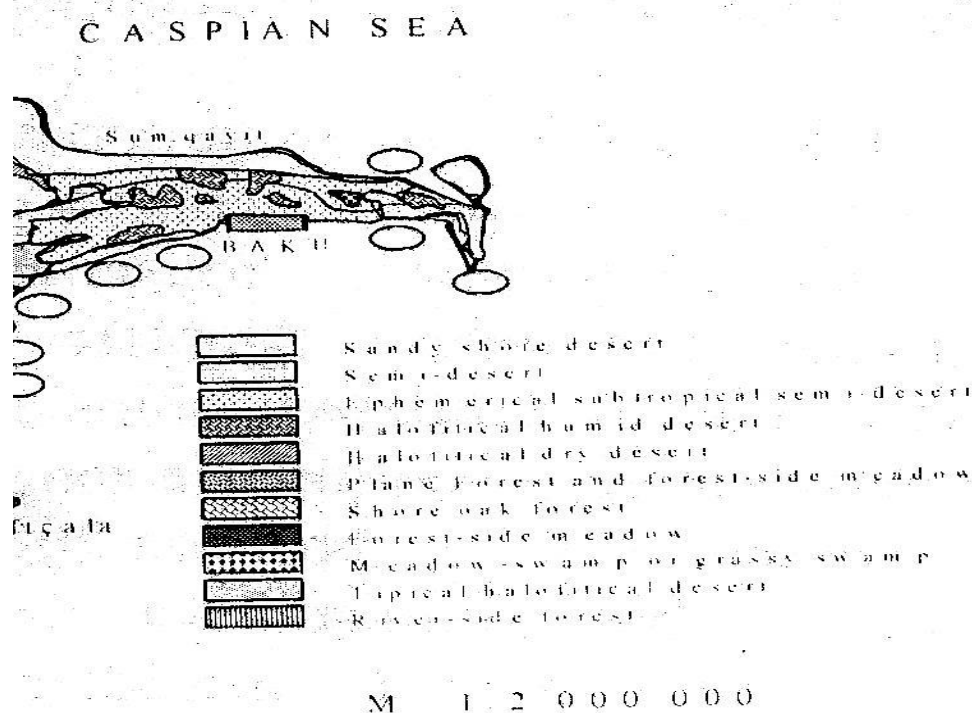 CASPIAN SEA
Sumqayıt
BAKU
Sandy shore desert
Semi-desert
Ephemerical subtropical semi-desert
Halofitical humid desert
Halofitical dry desert
Plane Forest and forest-side meadow
Shore oak forest
Forest-side meadow
Meadow-swamp or grassy swamp
Tipical halofitical desert
River-side forest
M 1:2 000 000